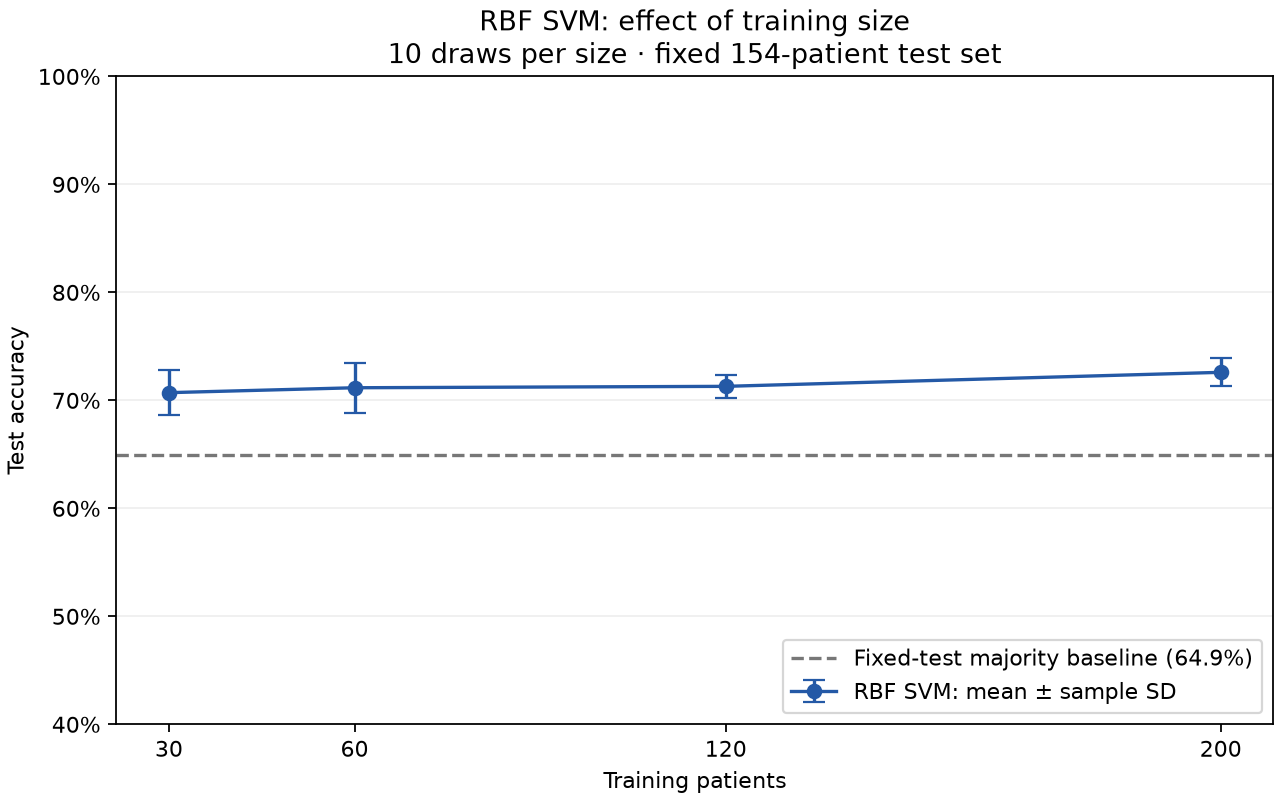 RBF SVM: effect of training size
10 draws per size · fixed 154-patient test set
100%
90%
80%
70%
60%
50%
40%
Test accuracy
Fixed-test majority baseline (64.9%)
RBF SVM: mean ± sample SD
30
60
120
200
Training patients